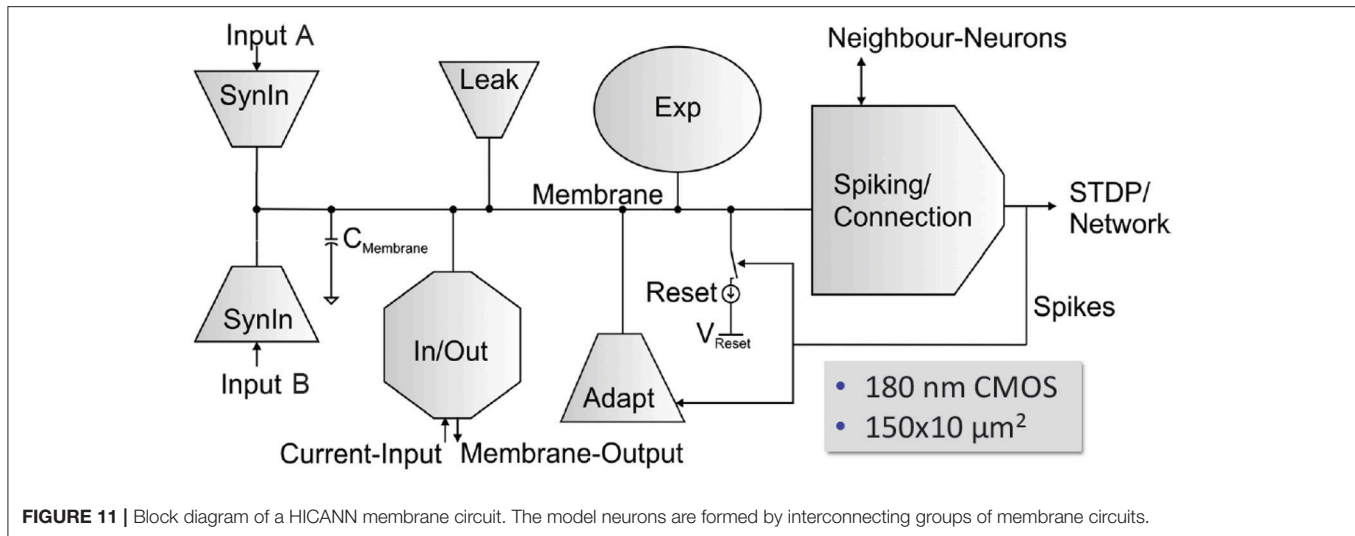 Input A
SynIn
Leak
Exp
Neighbour-Neurons
Membrane
Spiking/
Connection
STDP/
Network
C Membrane
SynIn
Input B
In/Out
Current-Input
Membrane-Output
Adapt
Reset
V Reset
Spikes
• 180 nm CMOS
• 150x10 µm²
FIGURE 11 | Block diagram of a HICANN membrane circuit. The model neurons are formed by interconnecting groups of membrane circuits.